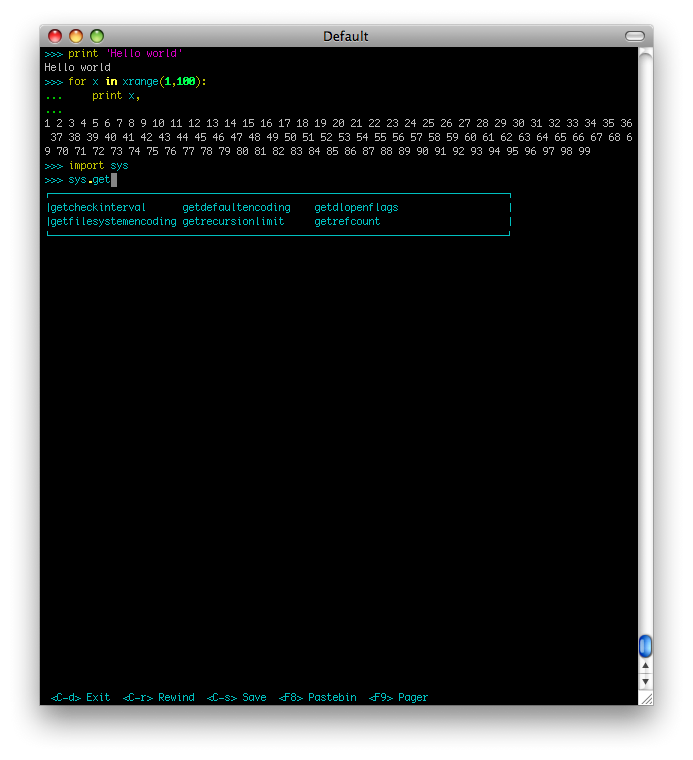 Default
>>> print 'Hello world'
Hello world
>>> for x in xrange(1,100):
...     print x,
...
1 2 3 4 5 6 7 8 9 10 11 12 13 14 15 16 17 18 19 20 21 22 23 24 25 26 27 28 29 30 31 32 33 34 35 36
 37 38 39 40 41 42 43 44 45 46 47 48 49 50 51 52 53 54 55 56 57 58 59 60 61 62 63 64 65 66 67 68 6
9 70 71 72 73 74 75 76 77 78 79 80 81 82 83 84 85 86 87 88 89 90 91 92 93 94 95 96 97 98 99
>>> import sys
>>> sys.get
getcheckinterval      getdefaultencoding    getdlopenflags
getfilesystemencoding getrecursionlimit     getrefcount
<C-d> Exit  <C-r> Rewind  <C-s> Save  <F8> Pastebin  <F9> Pager